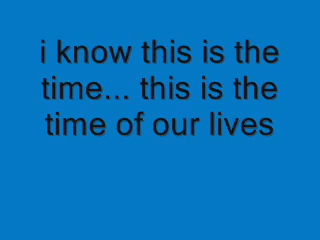 i know this is the
time... this is the
time of our lives